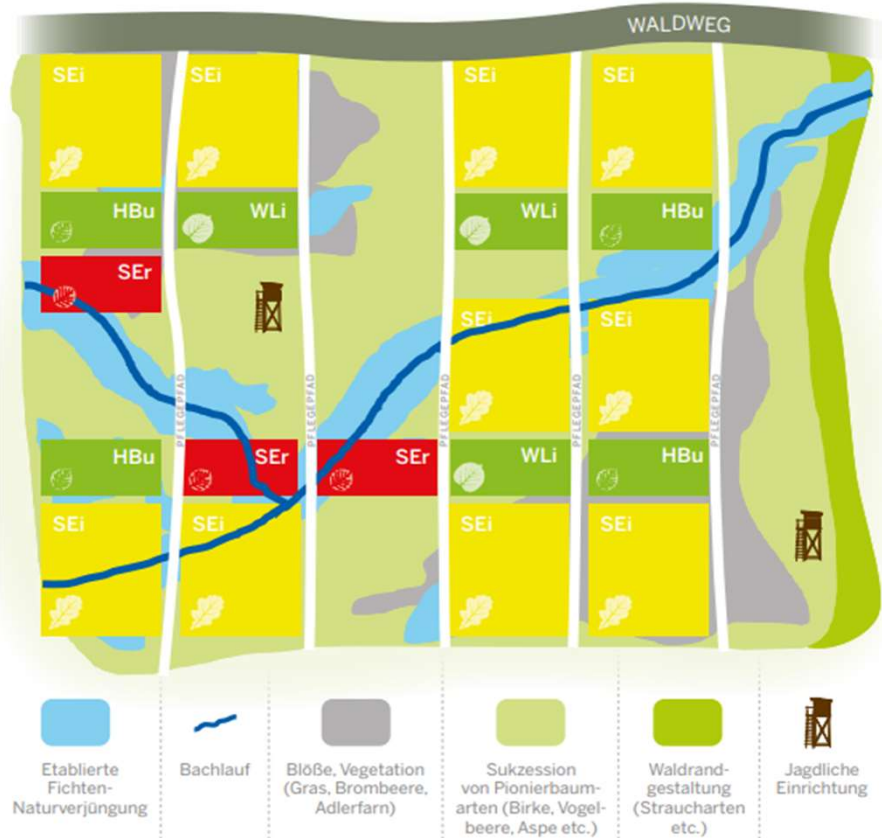 WALDWEG
SEi
SEi
SEi
SEi
HBu
WLi
WLi
HBu
SEr
SEi
SEi
PFLEGEPFAD
PFLEGEPFAD
PFLEGEPFAD
PFLEGEPFAD
PFLEGEPFAD
HBu
SEr
SEr
WLi
HBu
SEi
SEi
SEi
SEi
Etablierte
Fichten-
Naturverjüngung
Bachlauf
Blöße, Vegetation
(Gras, Brombeere,
Adlerfarn)
Sukzession
von Pionierbaum-
arten (Birke, Vogel-
beere, Aspe etc.)
Waldrand-
gestaltung
(Straucharten
etc.)
Jagdliche
Einrichtung